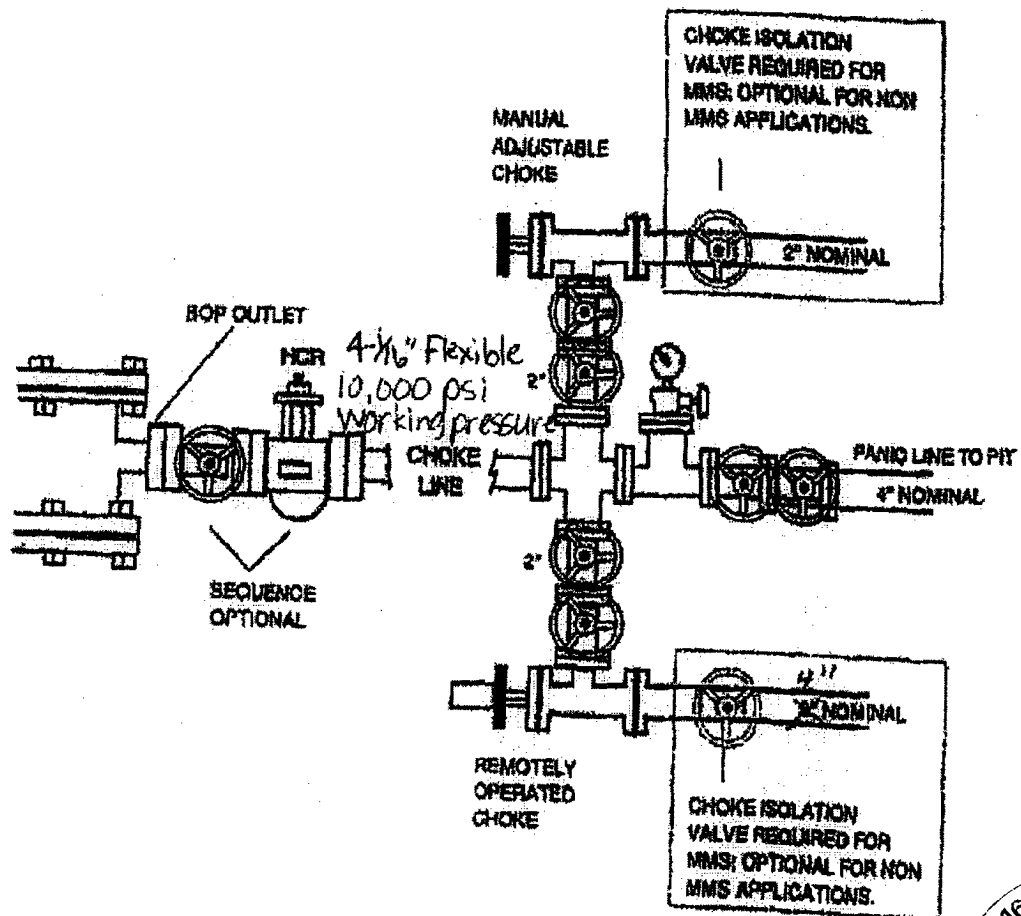 CHOKE ISOLATION
VALVE REQUIRED FOR
MMS; OPTIONAL FOR NON
MMS APPLICATIONS.
MANUAL
ADJUSTABLE
CHOKE
2" NOMINAL
BOP OUTLET
HCR
4-1/16" Flexible
10,000 psi
Working pressure
2"
CHOKE
LINE
PANIC LINE TO PIT
4" NOMINAL
2"
SEQUENCE
OPTIONAL
4"
NOMINAL
REMOTELY
OPERATED
CHOKE
CHOKE ISOLATION
VALVE REQUIRED FOR
MMS; OPTIONAL FOR NON
MMS APPLICATIONS.